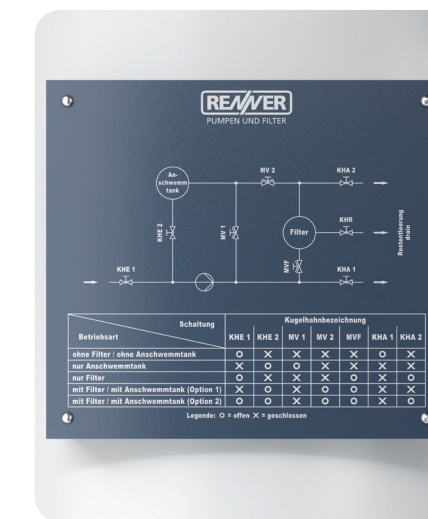 RENNER
PUMPEN UND FILTER
An-
schwemm
tank
MV 2
KHA 2
KHE 2
MV 1
Filter
KHR
Restentleerung
drain
MVF
KHE 1
KHA 1
Schaltung
Betriebsart
Kugelhahnbezeichnung
KHE 1 KHE 2 MV 1 MV 2 MVF KHA 1 KHA 2
ohne Filter / ohne Anschwemmtank O X X X X O X
nur Anschwemmtank X O O X X X X
nur Filter O X X X O X O
mit Filter / mit Anschwemmtank (Option 1) X O X O O X X
mit Filter / mit Anschwemmtank (Option 2) O O X O O X O
Legende: O = offen X = geschlossen